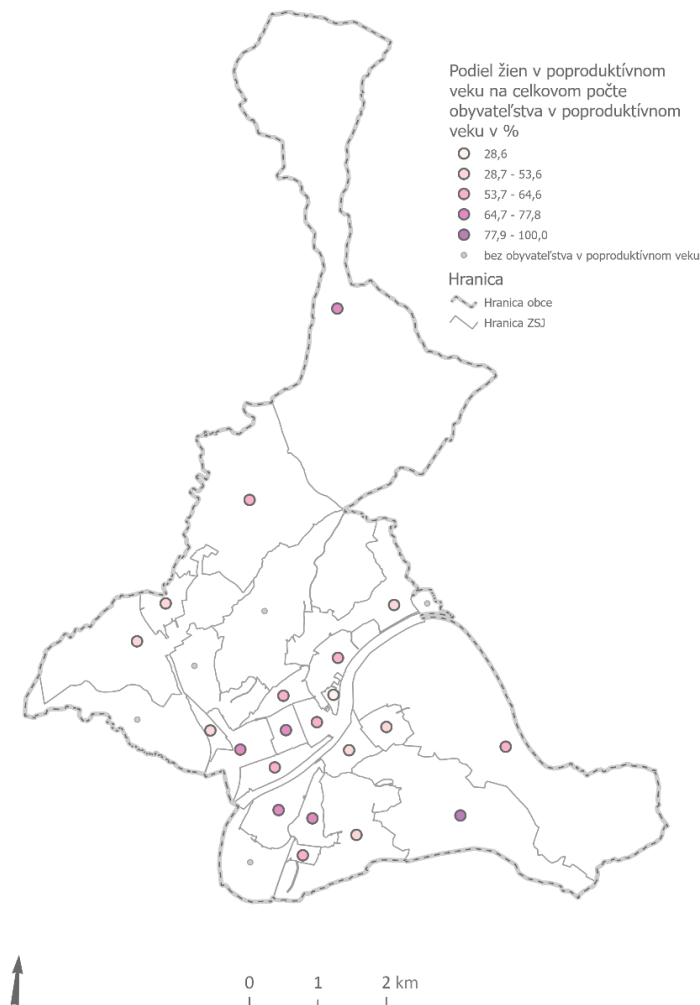 Podiel žien v poproduktívnom
veku na celkovom počte
obyvateľstva v poproduktívnom
veku v %
28,6
28,7 - 53,6
53,7 - 64,6
64,7 - 77,8
77,9 - 100,0
bez obyvateľstva v poproduktívnom veku
Hranica
Hranica obce
Hranica ZSJ
0 1 2 km